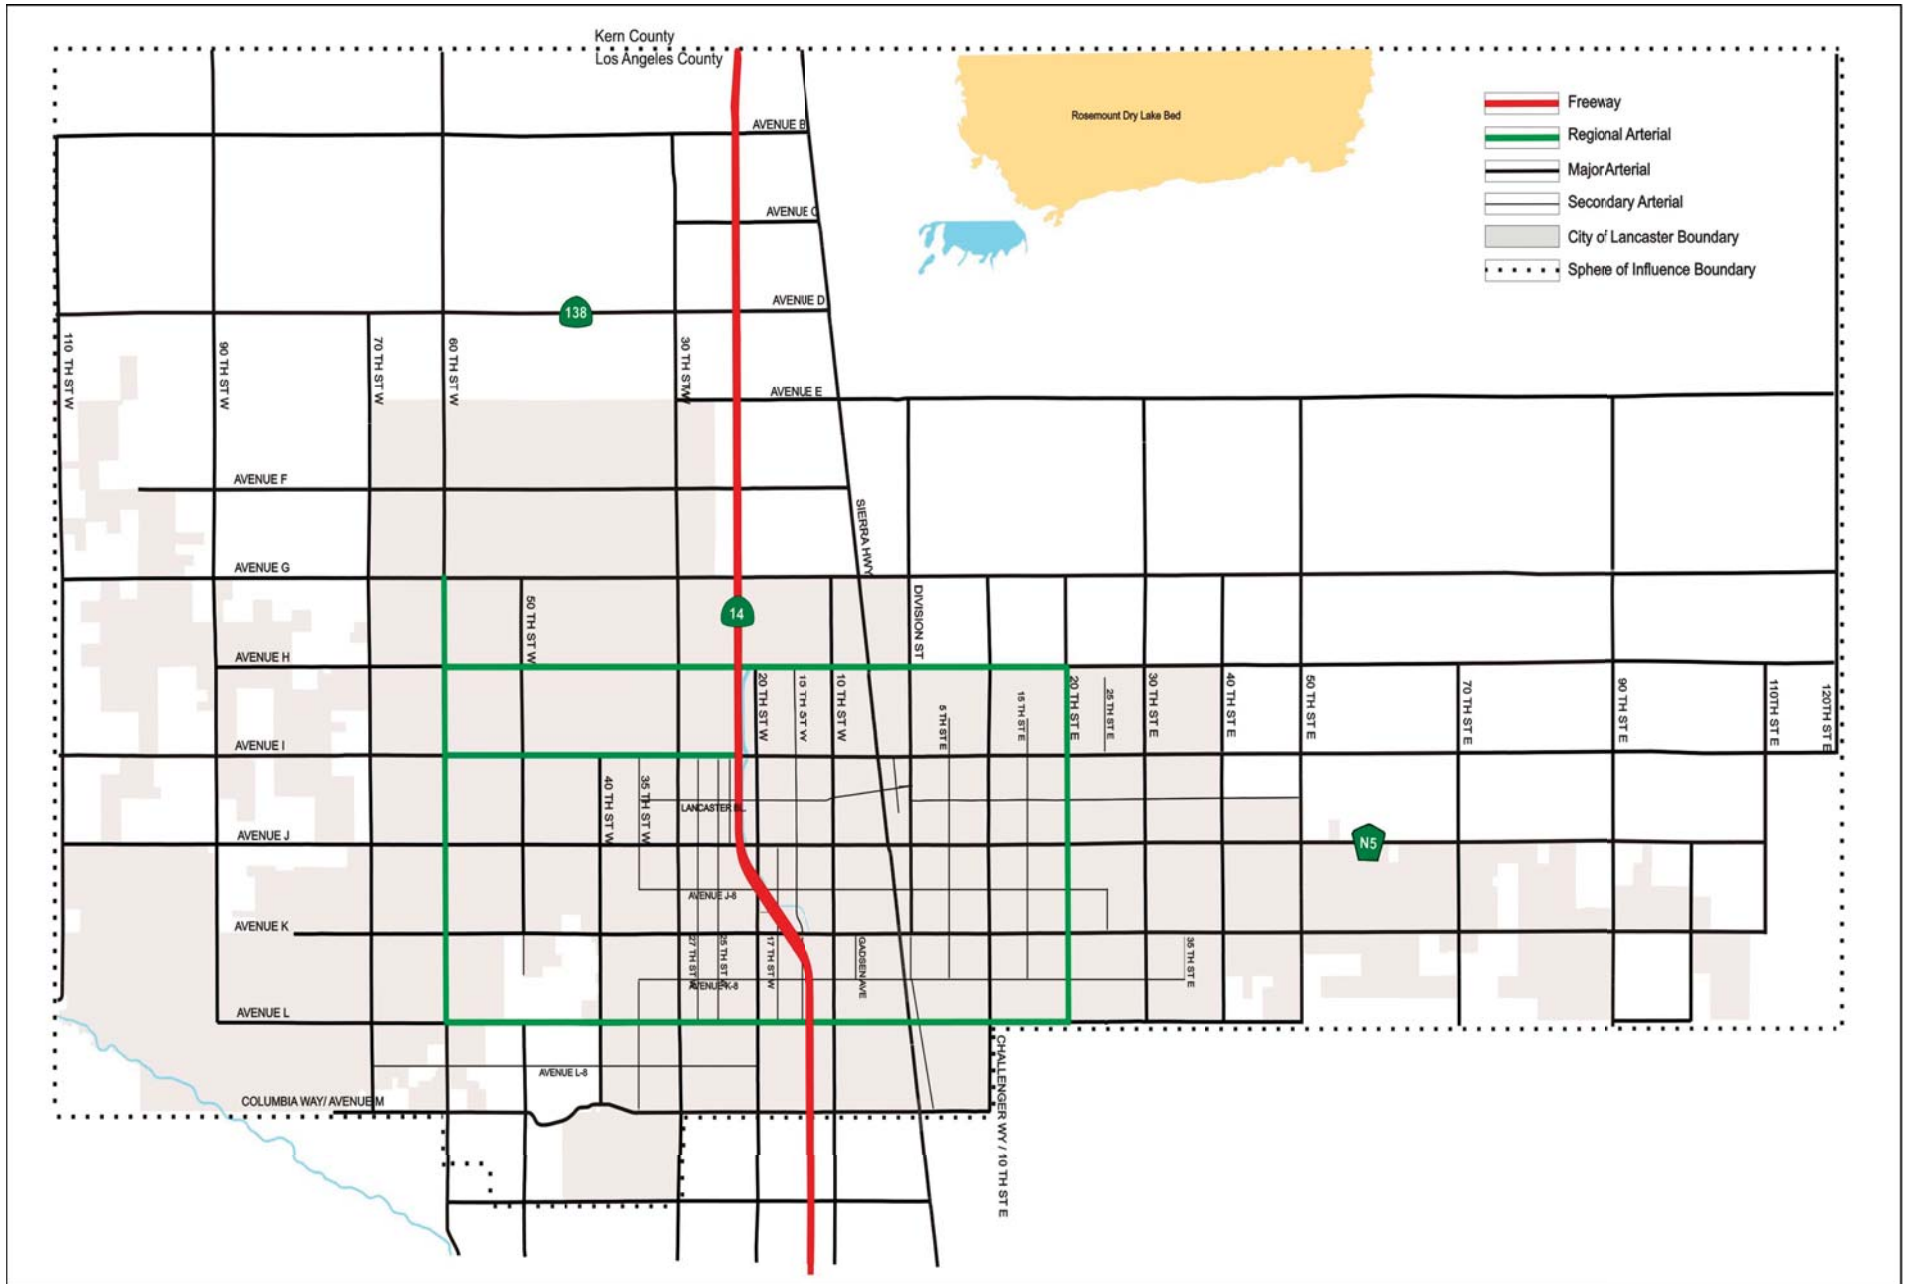 Kern County
Los Angeles County
Rosemount Dry Lake Bed
Freeway
Regional Arterial
Major Arterial
Secondary Arterial
City of Lancaster Boundary
Sphere of Influence Boundary
AVENUE B
AVENUE C
AVENUE D
138
110 TH ST W
90 TH ST W
70 TH ST W
60 TH ST W
30 TH ST W
AVENUE E
AVENUE F
SIERRA HWY
AVENUE G
14
50 TH ST W
DIVISION ST
AVENUE H
20 TH ST W
15 TH ST W
10 TH ST W
5 TH ST E
15 TH ST E
20 TH ST E
25 TH ST E
30 TH ST E
40 TH ST E
50 TH ST E
70 TH ST E
90 TH ST E
110TH ST E
120TH ST E
AVENUE I
40 TH ST W
35 TH ST W
LANCASTER BL.
AVENUE J
N5
AVENUE J-8
AVENUE K
27 TH ST W
25 TH ST W
17 TH ST W
GADSEN AVE
35 TH ST E
AVENUE K-8
AVENUE L
AVENUE L-8
COLUMBIA WAY/ AVENUE M
CHALLENGER WY / 10 TH ST E